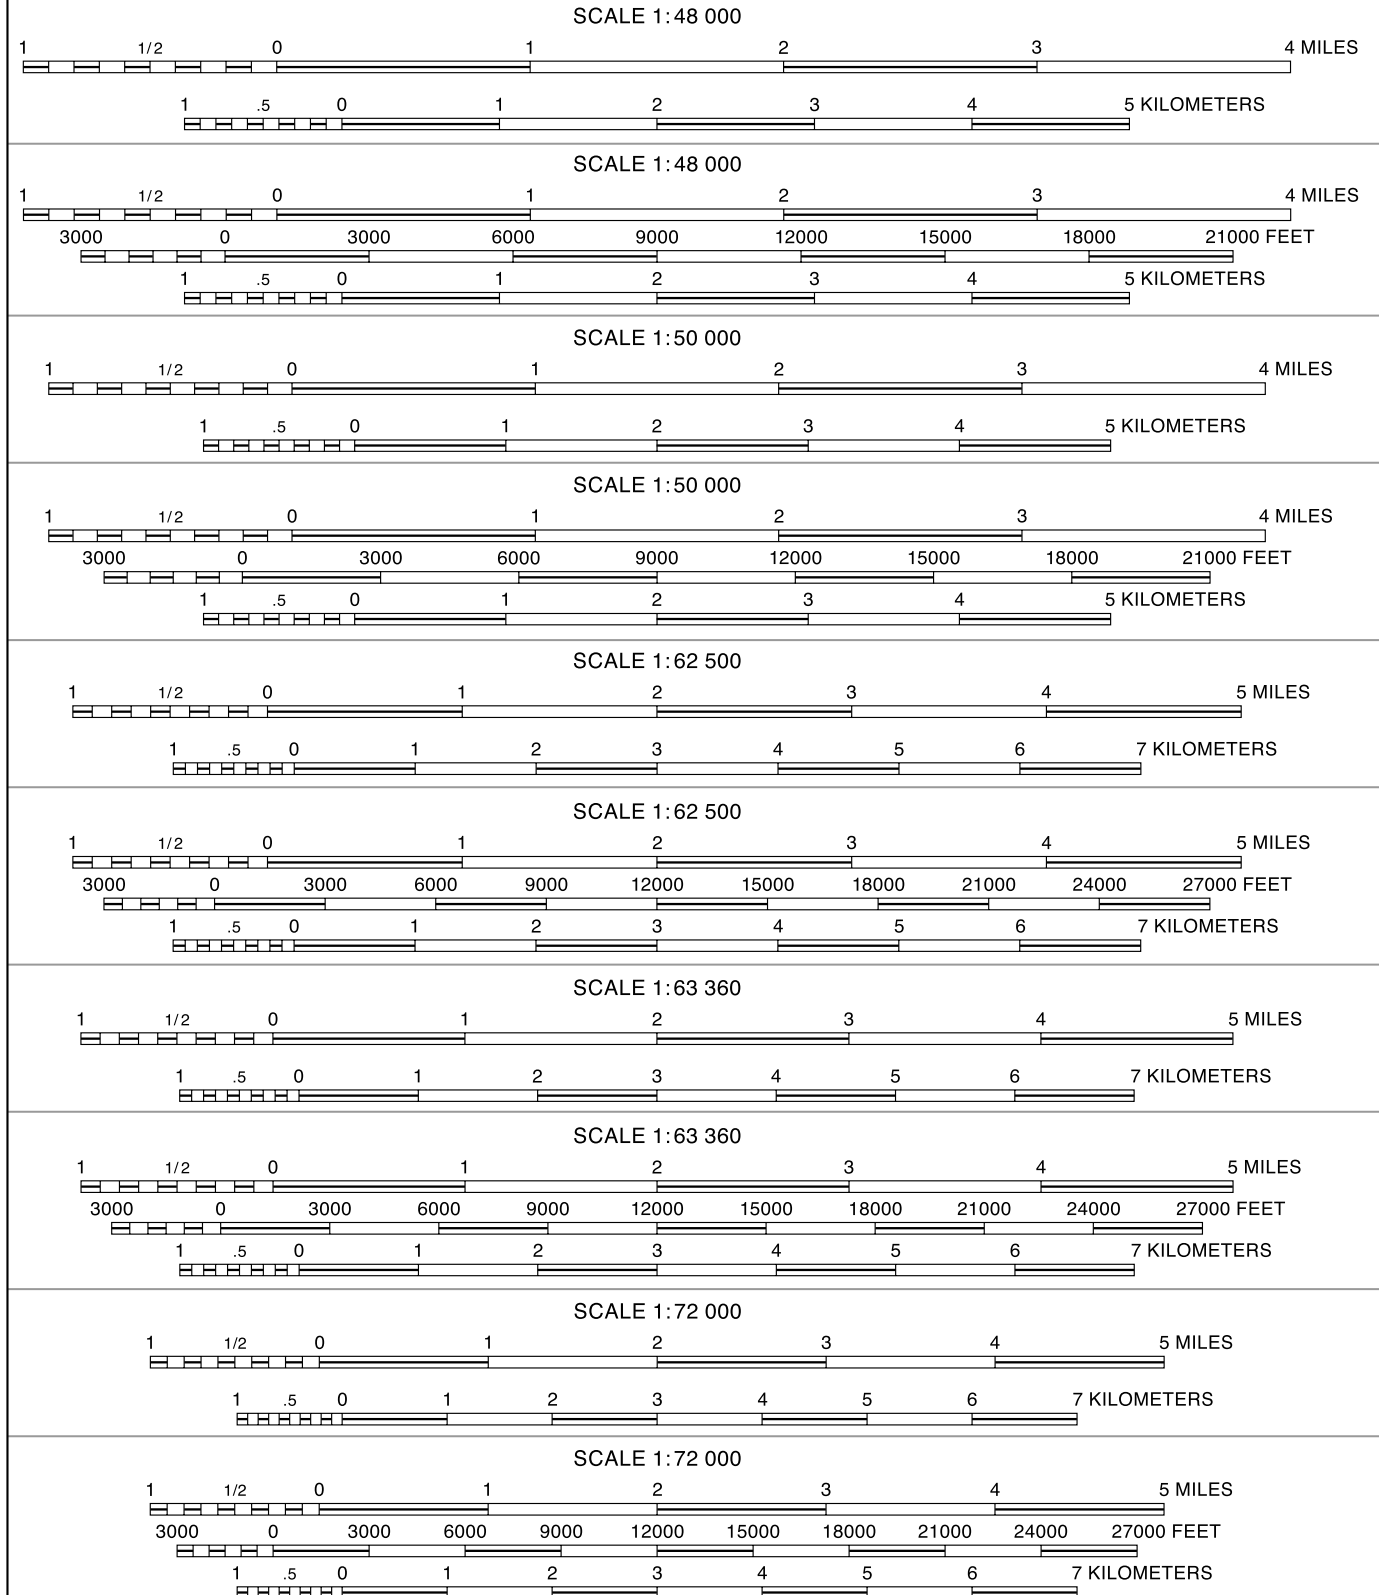 SCALE 1:48 000
1 1/2 0 1 2 3 4 MILES
1 .5 0 1 2 3 4 5 KILOMETERS
SCALE 1:48 000
1 1/2 0 1 2 3 4 MILES
3000 0 3000 6000 9000 12000 15000 18000 21000 FEET
1 .5 0 1 2 3 4 5 KILOMETERS
SCALE 1:50 000
1 1/2 0 1 2 3 4 MILES
1 .5 0 1 2 3 4 5 KILOMETERS
SCALE 1:50 000
1 1/2 0 1 2 3 4 MILES
3000 0 3000 6000 9000 12000 15000 18000 21000 FEET
1 .5 0 1 2 3 4 5 KILOMETERS
SCALE 1:62 500
1 1/2 0 1 2 3 4 5 MILES
1 .5 0 1 2 3 4 5 6 7 KILOMETERS
SCALE 1:62 500
1 1/2 0 1 2 3 4 5 MILES
3000 0 3000 6000 9000 12000 15000 18000 21000 24000 27000 FEET
1 .5 0 1 2 3 4 5 6 7 KILOMETERS
SCALE 1:63 360
1 1/2 0 1 2 3 4 5 MILES
1 .5 0 1 2 3 4 5 6 7 KILOMETERS
SCALE 1:63 360
1 1/2 0 1 2 3 4 5 MILES
3000 0 3000 6000 9000 12000 15000 18000 21000 24000 27000 FEET
1 .5 0 1 2 3 4 5 6 7 KILOMETERS
SCALE 1:72 000
1 1/2 0 1 2 3 4 5 MILES
1 .5 0 1 2 3 4 5 6 7 KILOMETERS
SCALE 1:72 000
1 1/2 0 1 2 3 4 5 MILES
3000 0 3000 6000 9000 12000 15000 18000 21000 24000 27000 FEET
1 .5 0 1 2 3 4 5 6 7 KILOMETERS